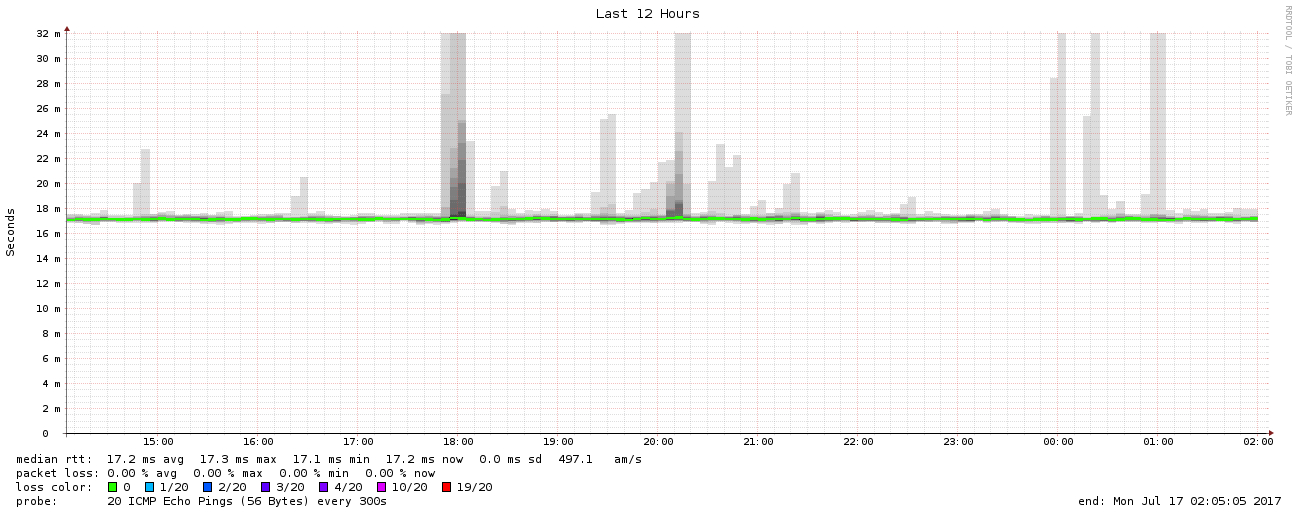 Last 12 Hours
RRDTOOL / TOBI OETIKER
Seconds
32 m
30 m
28 m
26 m
24 m
22 m
20 m
18 m
16 m
14 m
12 m
10 m
8 m
6 m
4 m
2 m
0
15:00 16:00 17:00 18:00 19:00 20:00 21:00 22:00 23:00 00:00 01:00 02:00
median rtt: 17.2 ms avg 17.3 ms max 17.1 ms min 17.2 ms now 0.0 ms sd 497.1 am/s
packet loss: 0.00 % avg 0.00 % max 0.00 % min 0.00 % now
loss color: 0 1/20 2/20 3/20 4/20 10/20 19/20
probe: 20 ICMP Echo Pings (56 Bytes) every 300s end: Mon Jul 17 02:05:05 2017